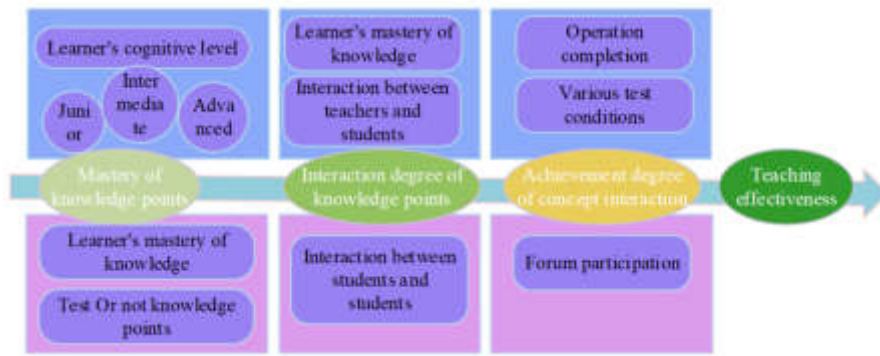 Learner's cognitive level
Juni
or
Inter
media
te
Adva
nced
Learner's mastery of
knowledge
Interaction between
teachers and
students
Operation
completion
Various test
conditions
Mastery of
knowledge points
Interaction degree of
knowledge points
Achievement degree
of concept interaction
Teaching
effectiveness
Learner's mastery of
knowledge
Test Or not knowledge
points
Interaction between
students and
students
Forum participation